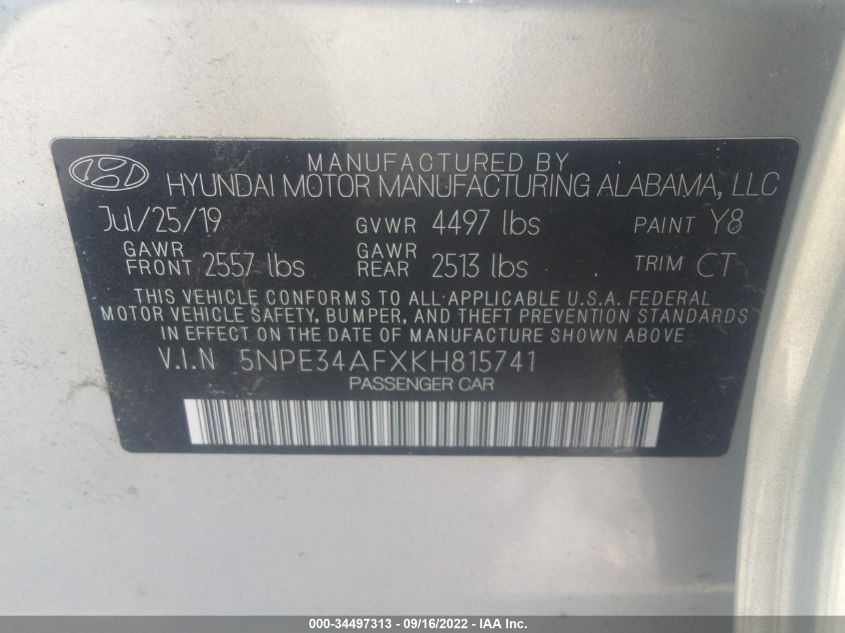 MANUFACTURED BY
HYUNDAI MOTOR MANUFACTURING ALABAMA, LLC
Jul/25/19 GVWR 4497 lbs PAINT Y8
GAWR FRONT 2557 lbs GAWR REAR 2513 lbs TRIM CT
THIS VEHICLE CONFORMS TO ALL APPLICABLE U.S.A. FEDERAL
MOTOR VEHICLE SAFETY, BUMPER, AND THEFT PREVENTION STANDARDS
IN EFFECT ON THE DATE OF MANUFACTURE SHOWN ABOVE
V.I.N 5NPE34AFXKH815741
PASSENGER CAR
000-34497313 - 09/16/2022 - IAA Inc.